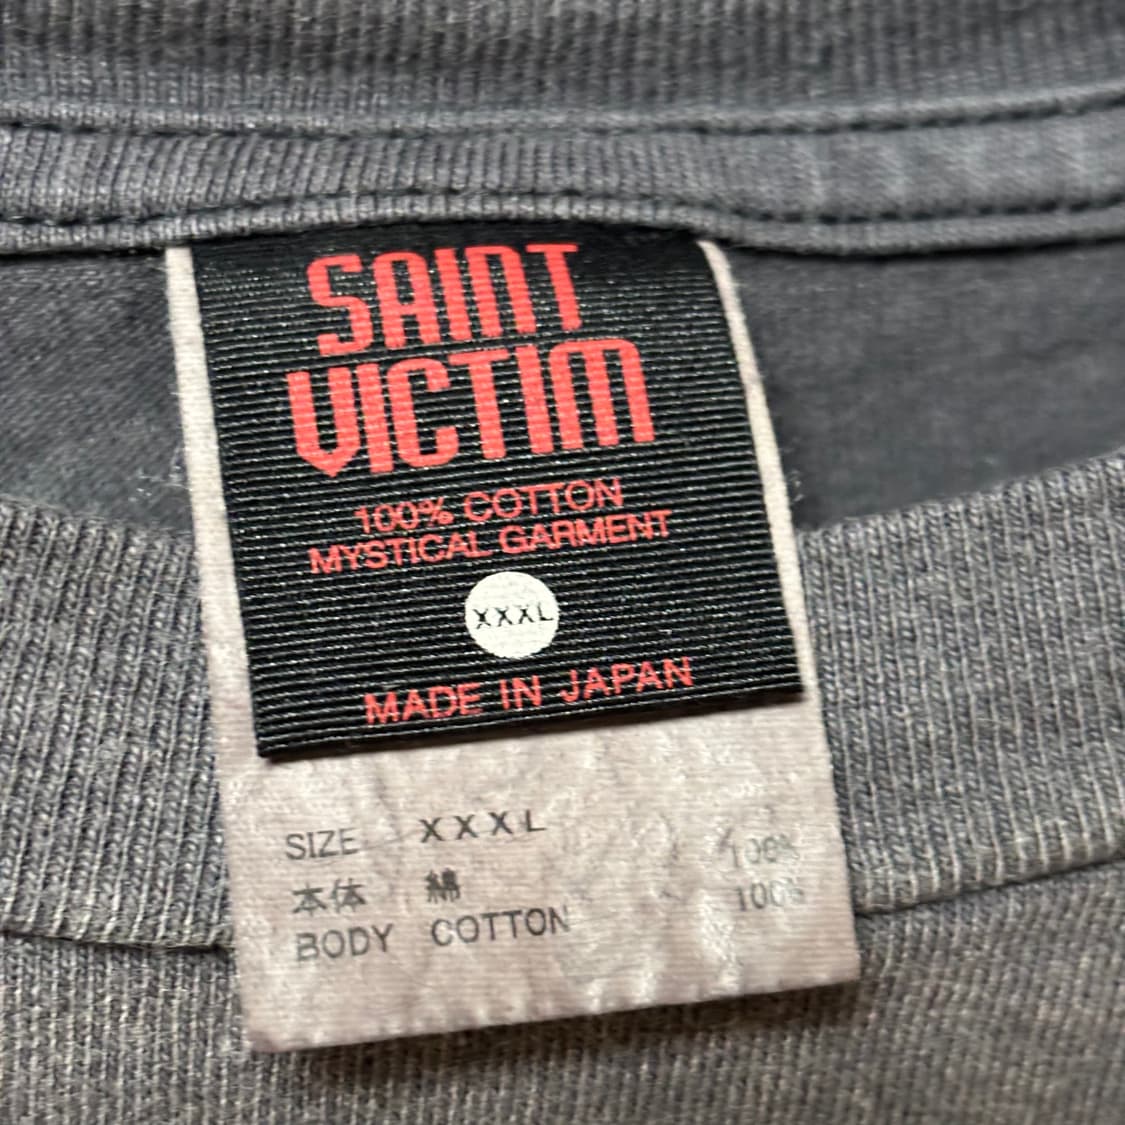 SAINT
VICTIM
100% COTTON
MYSTICAL GARMENT
XXXL
MADE IN JAPAN
SIZE XXXL
本体 綿 100%
BODY COTTON 100%